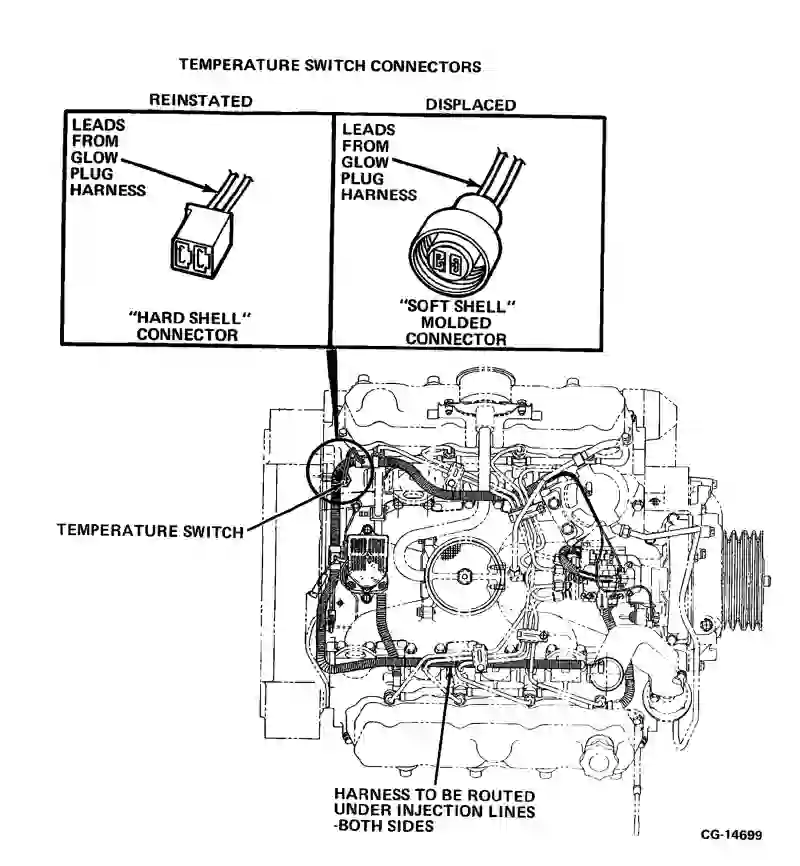 TEMPERATURE SWITCH CONNECTORS
REINSTATED
DISPLACED
LEADS
FROM
GLOW
PLUG
HARNESS
"HARD SHELL"
CONNECTOR
LEADS
FROM
GLOW
PLUG
HARNESS
"SOFT SHELL"
MOLDED
CONNECTOR
TEMPERATURE SWITCH
HARNESS TO BE ROUTED
UNDER INJECTION LINES
-BOTH SIDES
CG-14699